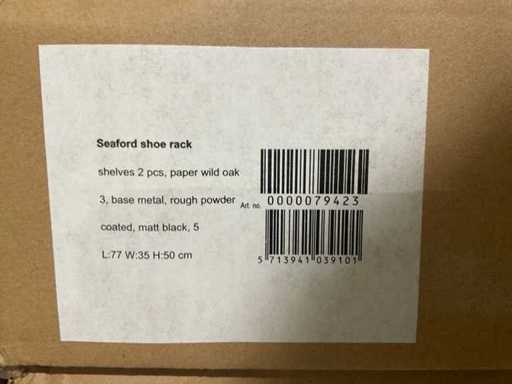 Seaford shoe rack
shelves 2 pcs, paper wild oak
3, base metal, rough powder
Art. no. 0000079423
coated, matt black, 5
L:77 W:35 H:50 cm
5 713941 039101